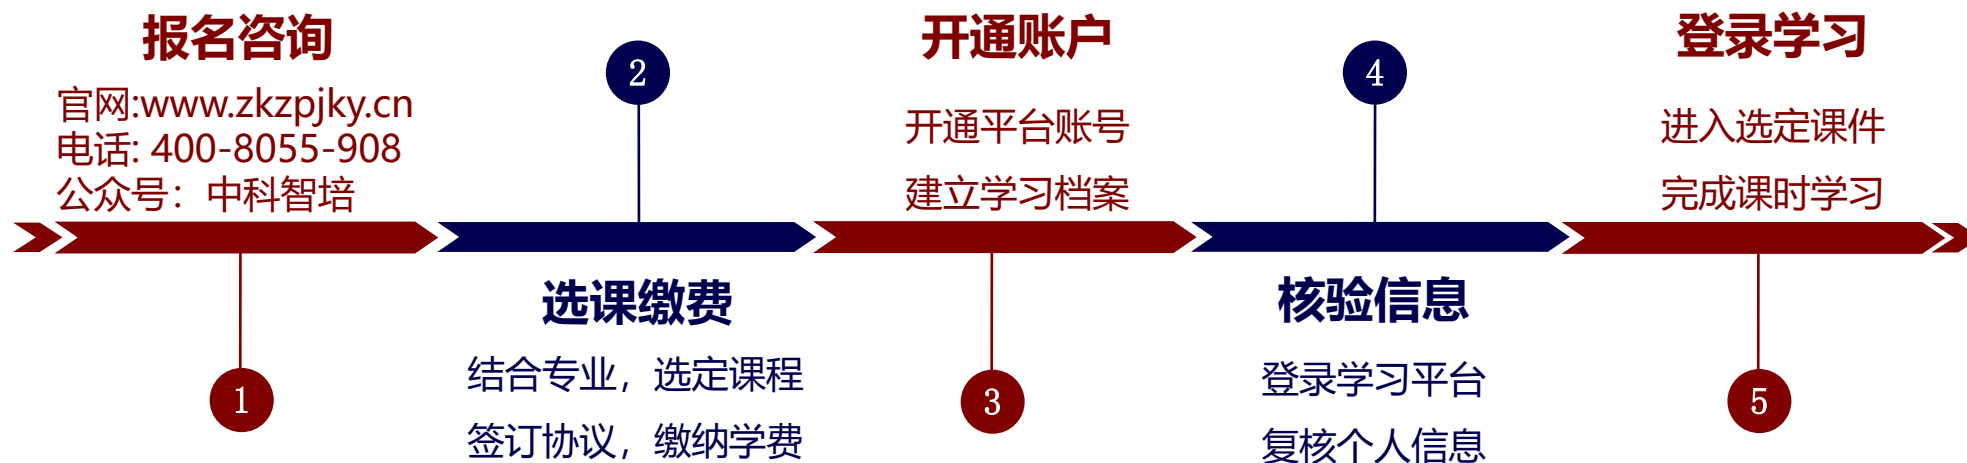 报名咨询
官网:www.zkzpjky.cn
电话: 400-8055-908
公众号：中科智培
1
2
选课缴费
结合专业，选定课程
签订协议，缴纳学费
开通账户
开通平台账号
建立学习档案
3
4
核验信息
登录学习平台
复核个人信息
登录学习
进入选定课件
完成课时学习
5